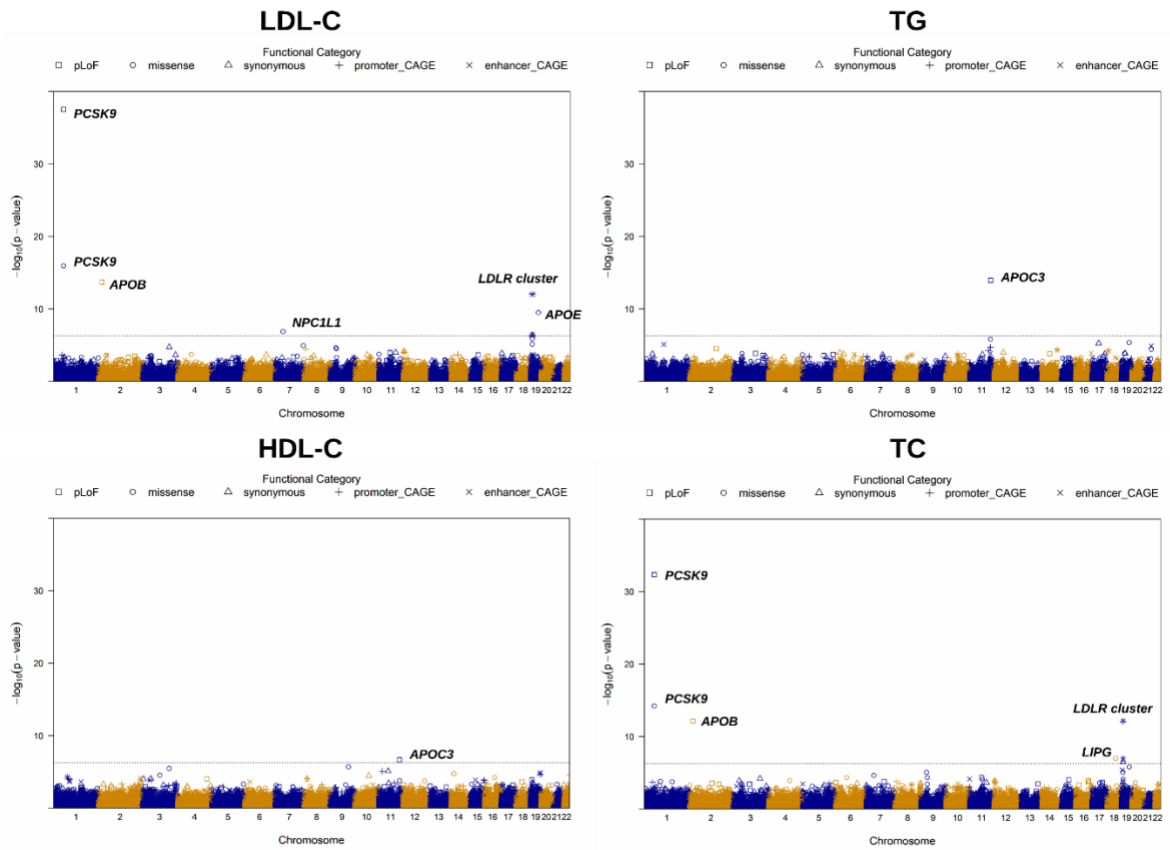 LDL-C
Functional Category
pLoF missense synonymous promoter_CAGE enhancer_CAGE
PCSK9
30
20
PCSK9
APOB
LDLR cluster
APOE
10
NPC1L1
−log10(p−value)
1 2 3 4 5 6 7 8 9 10 11 12 13 14 15 16 17 18 19 20 21 22
Chromosome
TG
Functional Category
pLoF missense synonymous promoter_CAGE enhancer_CAGE
30
20
APOC3
10
−log10(p−value)
1 2 3 4 5 6 7 8 9 10 11 12 13 14 15 16 17 18 19 20 21 22
Chromosome
HDL-C
Functional Category
pLoF missense synonymous promoter_CAGE enhancer_CAGE
30
20
10
APOC3
−log10(p−value)
1 2 3 4 5 6 7 8 9 10 11 12 13 14 15 16 17 18 19 20 21 22
Chromosome
TC
Functional Category
pLoF missense synonymous promoter_CAGE enhancer_CAGE
PCSK9
30
20
PCSK9
APOB
LDLR cluster
10
LIPG
−log10(p−value)
1 2 3 4 5 6 7 8 9 10 11 12 13 14 15 16 17 18 19 20 21 22
Chromosome